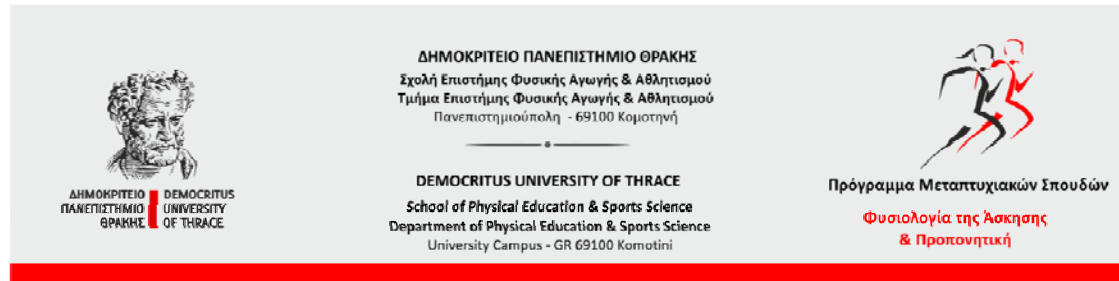 ΔΗΜΟΚΡΙΤΕΙΟ
ΠΑΝΕΠΙΣΤΗΜΙΟ
ΘΡΑΚΗΣ
DEMOCRITUS
UNIVERSITY
OF THRACE
ΔΗΜΟΚΡΙΤΕΙΟ ΠΑΝΕΠΙΣΤΗΜΙΟ ΘΡΑΚΗΣ
Σχολή Επιστήμης Φυσικής Αγωγής & Αθλητισμού
Τμήμα Επιστήμης Φυσικής Αγωγής & Αθλητισμού
Πανεπιστημιούπολη - 69100 Κομοτηνή
DEMOCRITUS UNIVERSITY OF THRACE
School of Physical Education & Sports Science
Department of Physical Education & Sports Science
University Campus - GR 69100 Komotini
Πρόγραμμα Μεταπτυχιακών Σπουδών
Φυσιολογία της Άσκησης
& Προπονητική